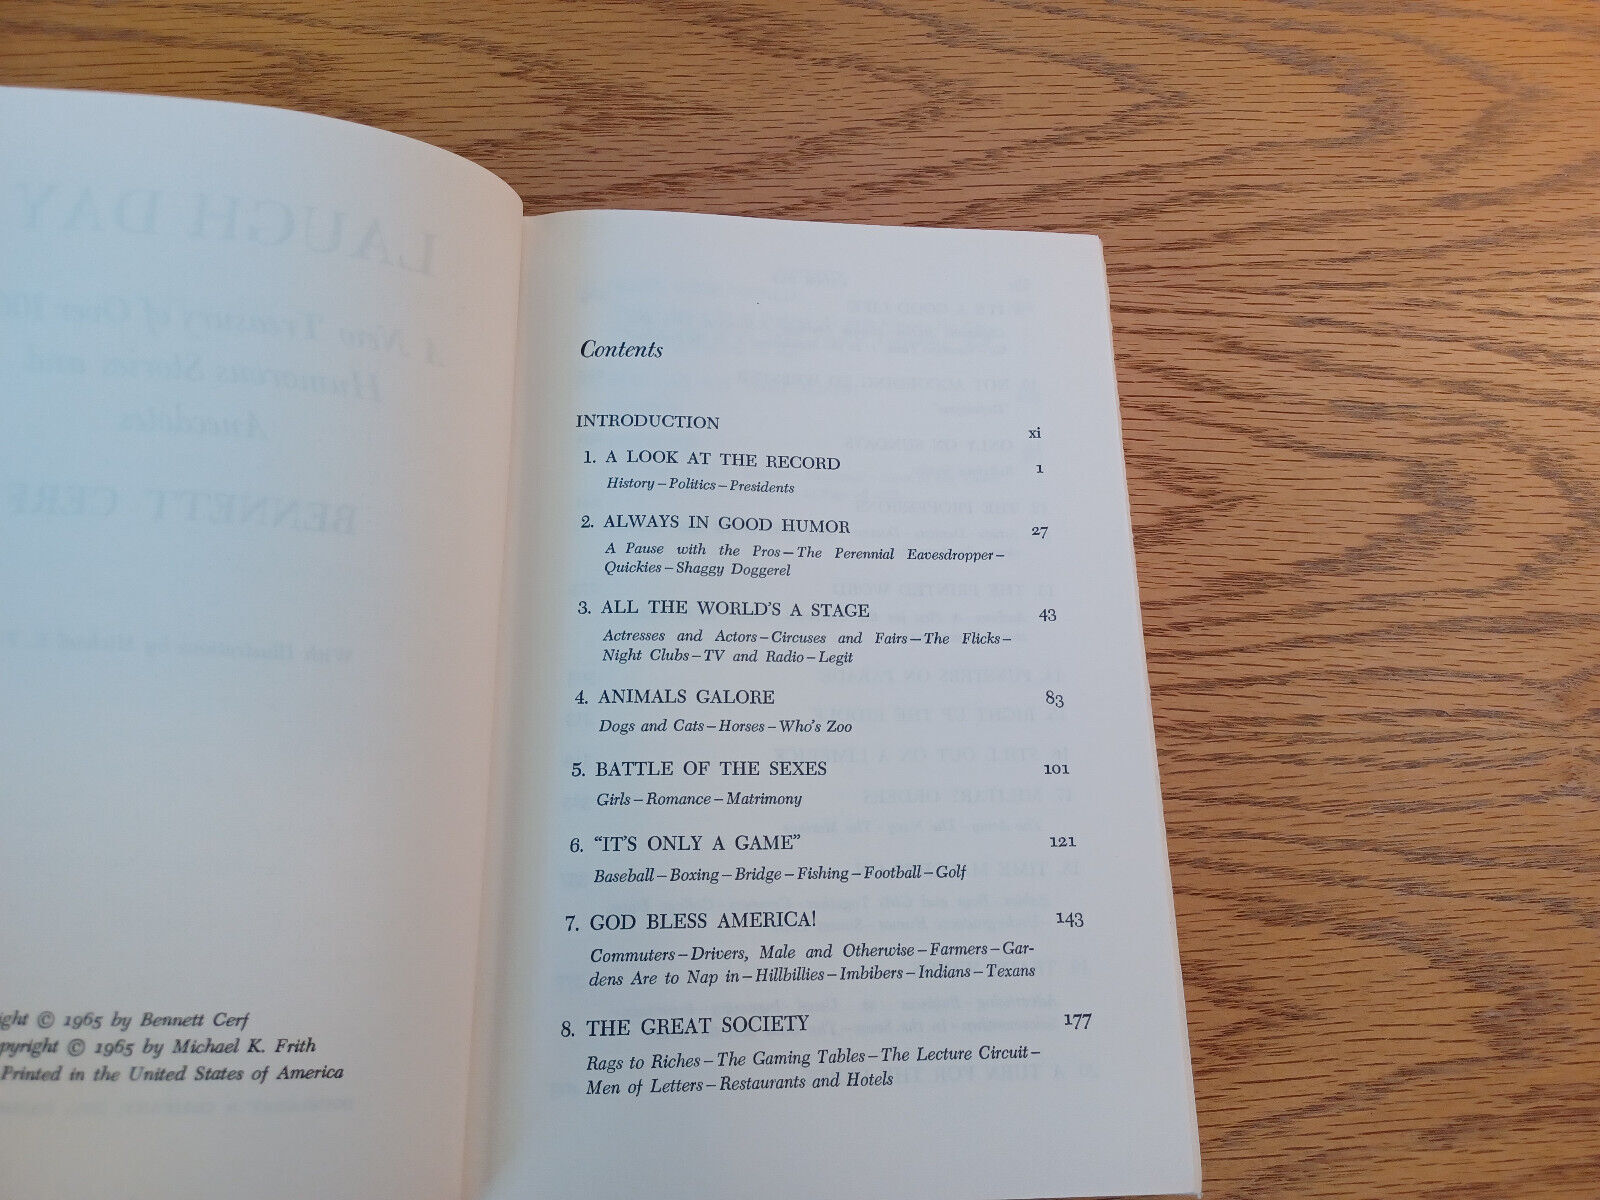 LAUGH DAY
A New Treasury of Over
Humorous Stories and
Anecdotes
BENNETT CERF
With Illustrations by Michael K.
ight © 1965 by Bennett Cerf
pyright © 1965 by Michael K. Frith
Printed in the United States of America
Contents
INTRODUCTION xi
1. A LOOK AT THE RECORD 1
History–Politics–Presidents
2. ALWAYS IN GOOD HUMOR 27
A Pause with the Pros–The Perennial Eavesdropper–
Quickies–Shaggy Doggerel
3. ALL THE WORLD'S A STAGE 43
Actresses and Actors–Circuses and Fairs–The Flicks–
Night Clubs–TV and Radio–Legit
4. ANIMALS GALORE 83
Dogs and Cats–Horses–Who's Zoo
5. BATTLE OF THE SEXES 101
Girls–Romance–Matrimony
6. "IT'S ONLY A GAME" 121
Baseball–Boxing–Bridge–Fishing–Football–Golf
7. GOD BLESS AMERICA! 143
Commuters–Drivers, Male and Otherwise–Farmers–Gar-
dens Are to Nap in–Hillbillies–Imbibers–Indians–Texans
8. THE GREAT SOCIETY 177
Rags to Riches–The Gaming Tables–The Lecture Circuit–
Men of Letters–Restaurants and Hotels